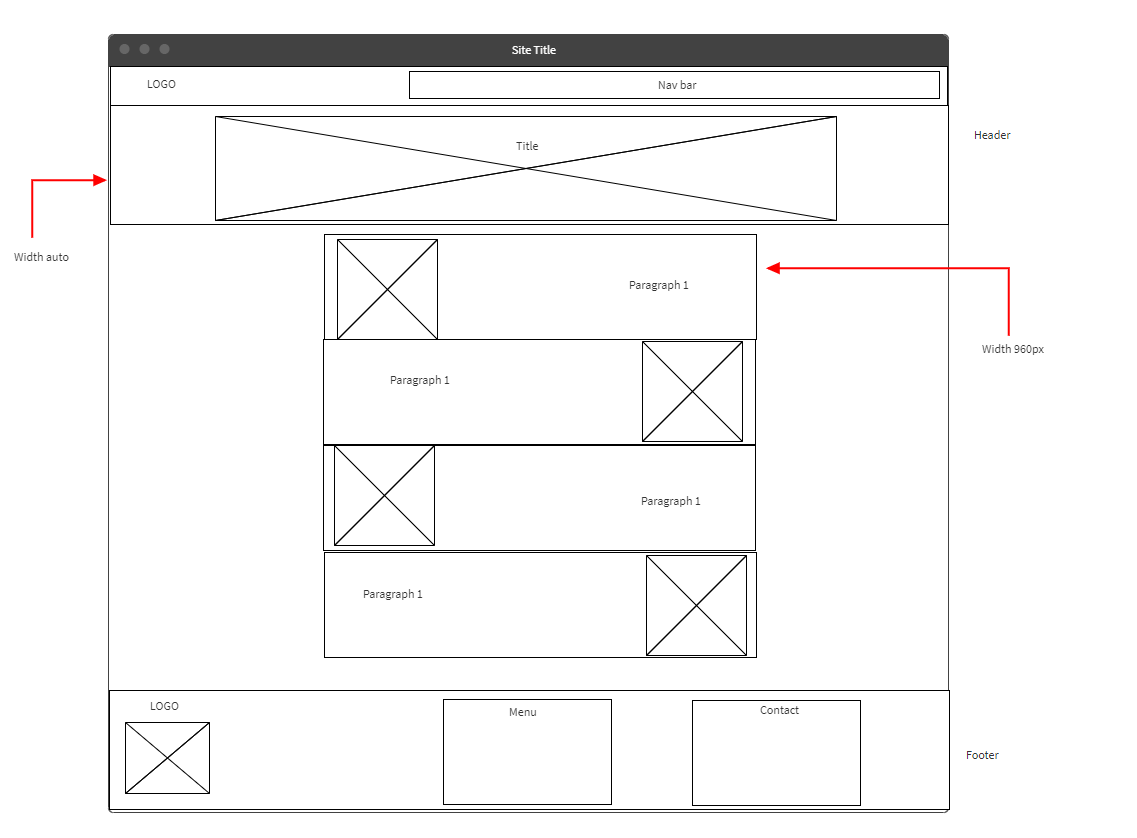 Site Title
LOGO
Nav bar
Header
Title
Width auto
Paragraph 1
Width 960px
Paragraph 1
Paragraph 1
Paragraph 1
LOGO
Menu
Contact
Footer